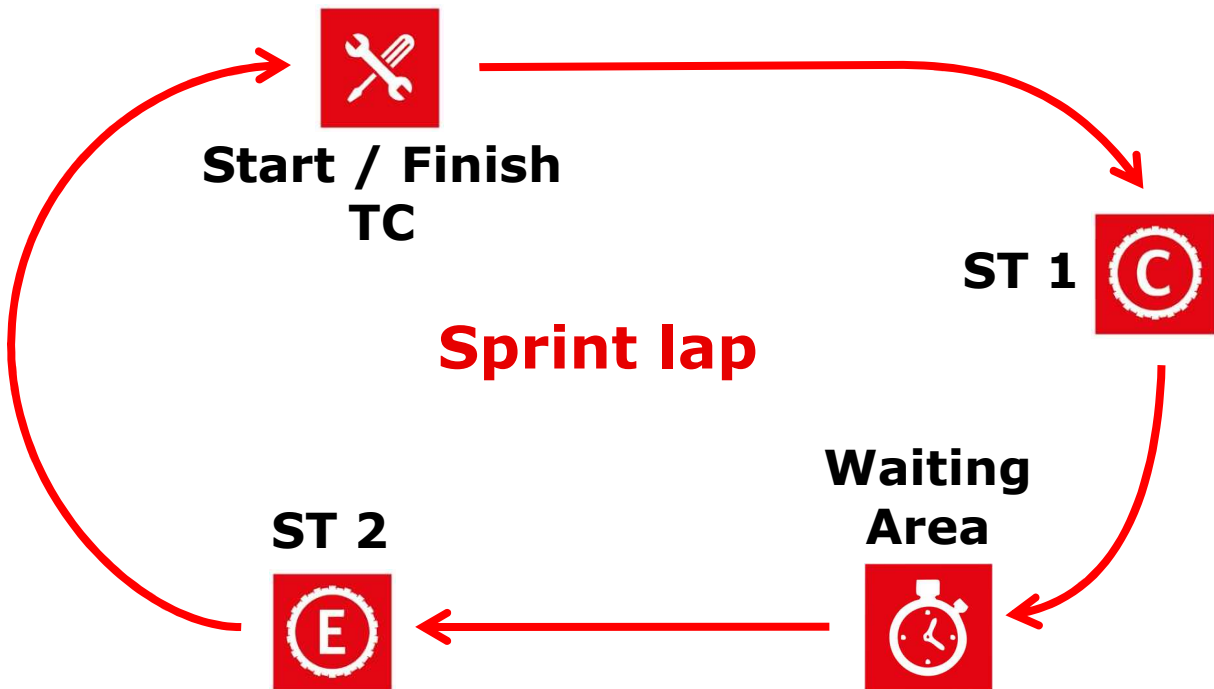 Start / Finish
TC
ST 1
C
Sprint lap
Waiting
Area
ST 2
E